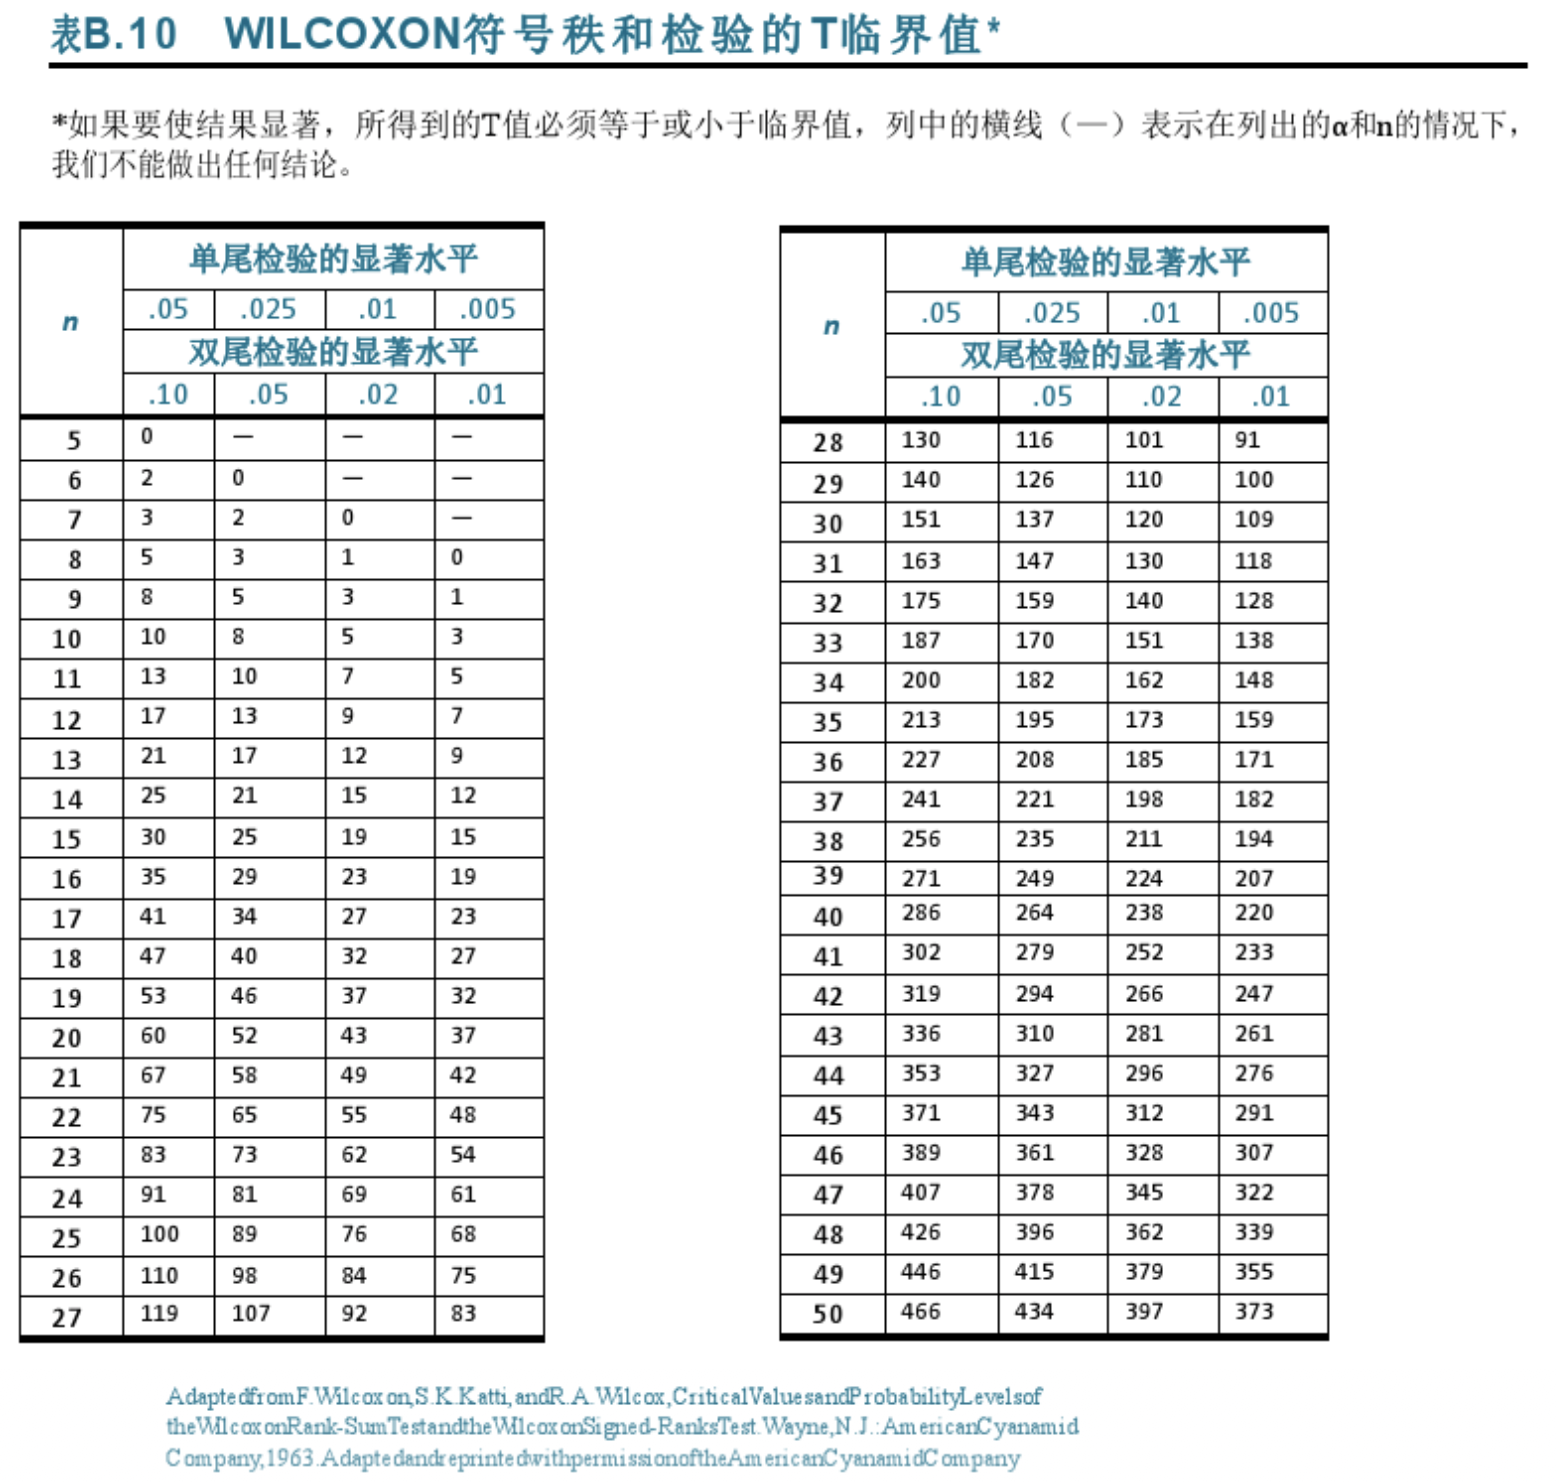 表B.10 WILCOXON符号秩和检验的T临界值*
*如果要使结果显著，所得到的T值必须等于或小于临界值，列中的横线（—）表示在列出的α和n的情况下，
我们不能做出任何结论。
n 单尾检验的显著水平
.05 .025 .01 .005
双尾检验的显著水平
.10 .05 .02 .01
5 0 — — —
6 2 0 — —
7 3 2 0 —
8 5 3 1 0
9 8 5 3 1
10 10 8 5 3
11 13 10 7 5
12 17 13 9 7
13 21 17 12 9
14 25 21 15 12
15 30 25 19 15
16 35 29 23 19
17 41 34 27 23
18 47 40 32 27
19 53 46 37 32
20 60 52 43 37
21 67 58 49 42
22 75 65 55 48
23 83 73 62 54
24 91 81 69 61
25 100 89 76 68
26 110 98 84 75
27 119 107 92 83
n 单尾检验的显著水平
.05 .025 .01 .005
双尾检验的显著水平
.10 .05 .02 .01
28 130 116 101 91
29 140 126 110 100
30 151 137 120 109
31 163 147 130 118
32 175 159 140 128
33 187 170 151 138
34 200 182 162 148
35 213 195 173 159
36 227 208 185 171
37 241 221 198 182
38 256 235 211 194
39 271 249 224 207
40 286 264 238 220
41 302 279 252 233
42 319 294 266 247
43 336 310 281 261
44 353 327 296 276
45 371 343 312 291
46 389 361 328 307
47 407 378 345 322
48 426 396 362 339
49 446 415 379 355
50 466 434 397 373
AdaptedfromF.Wilcoxon,S.K.Katti,andR.A.Wilcox,CriticalValuesandProbabilityLevelsof
theWilcoxonRank-SumTestandtheWilcoxonSigned-RanksTest.Wayne,N.J.:AmericanCyanamid
Company,1963.AdaptedandreprintedwithpermissionoftheAmericanCyanamidCompany